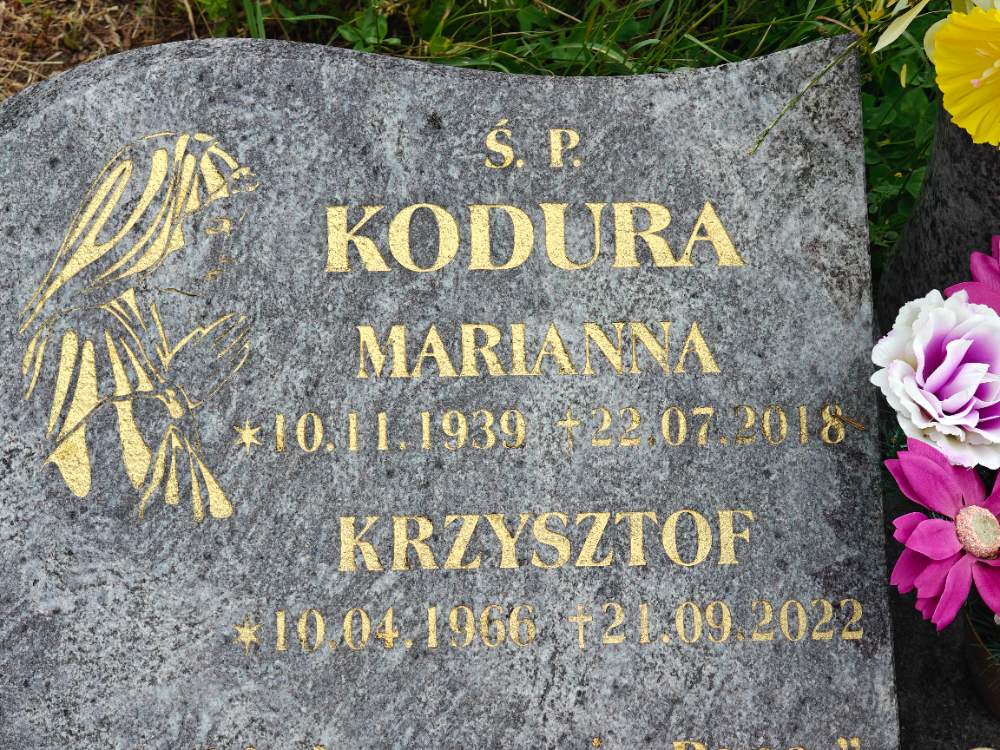 Ś. P.
KODURA
MARIANNA
*10.11.1939 †22.07.2018
KRZYSZTOF
*10.04.1966 †21.09.2022